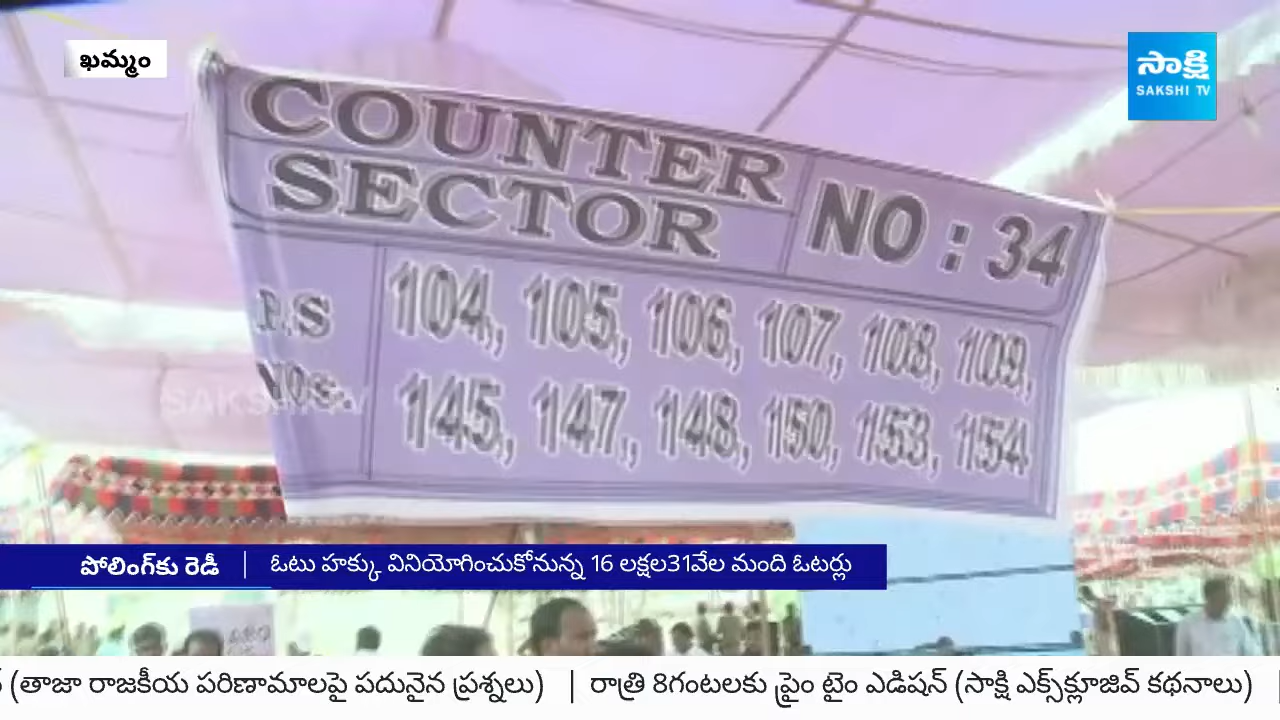 ఖమ్మం
సాక్షి
SAKSHI TV
COUNTER
SECTOR
NO : 34
P.S
NOs.
104, 105, 106, 107, 108, 109,
145, 147, 148, 150, 153, 154
SAKSHI TV
పోలింగ్‌కు రెడీ | ఓటు హక్కు వినియోగించుకోనున్న 16 లక్షల31వేల మంది ఓటర్లు
(తాజా రాజకీయ పరిణామాలపై పదునైన ప్రశ్నలు) | రాత్రి 8గంటలకు ప్రైం టైం ఎడిషన్ (సాక్షి ఎక్స్‌క్లూజివ్ కథనాలు) |